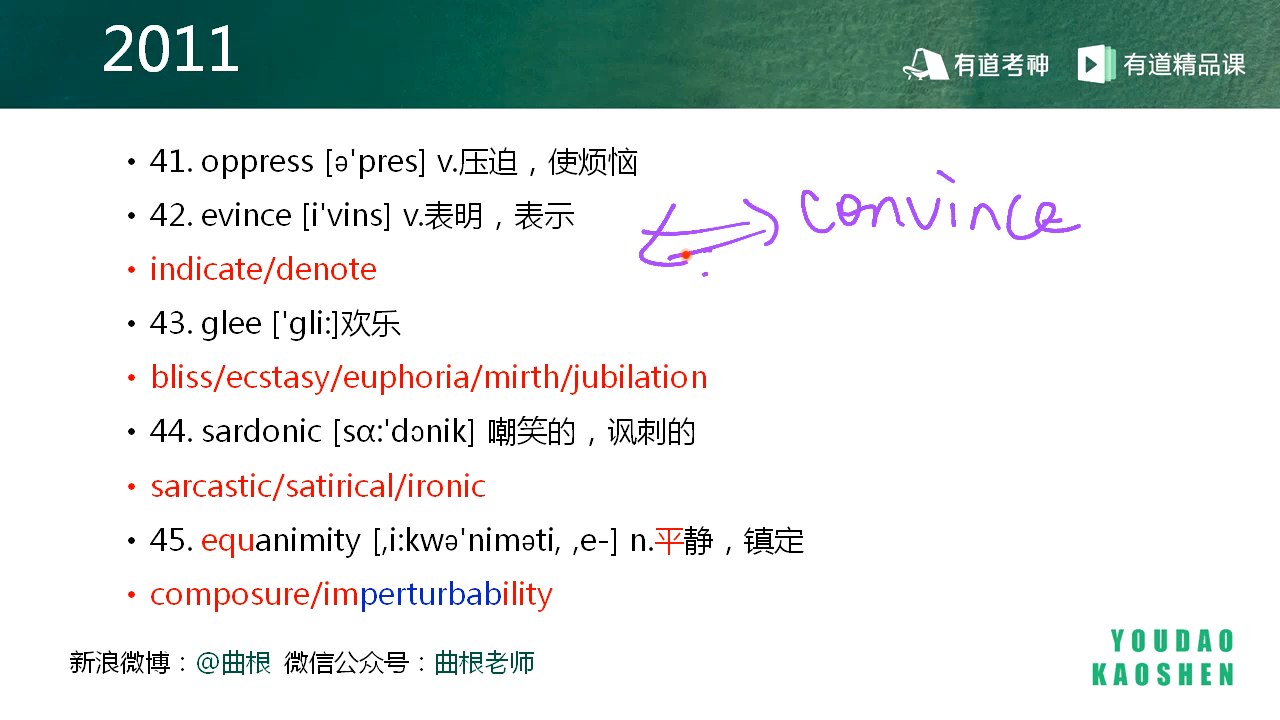 2011
有道考神 有道精品课
• 41. oppress [ə'pres] v.压迫，使烦恼
• 42. evince [i'vins] v.表明，表示
convince
• indicate/denote
• 43. glee ['gli:]欢乐
• bliss/ecstasy/euphoria/mirth/jubilation
• 44. sardonic [sɑ:'dɔnik] 嘲笑的，讽刺的
• sarcastic/satirical/ironic
• 45. equanimity [,i:kwə'niməti, ,e-] n.平静，镇定
• composure/imperturbability
新浪微博：@曲根 微信公众号：曲根老师
YOUDAO
KAOSHEN